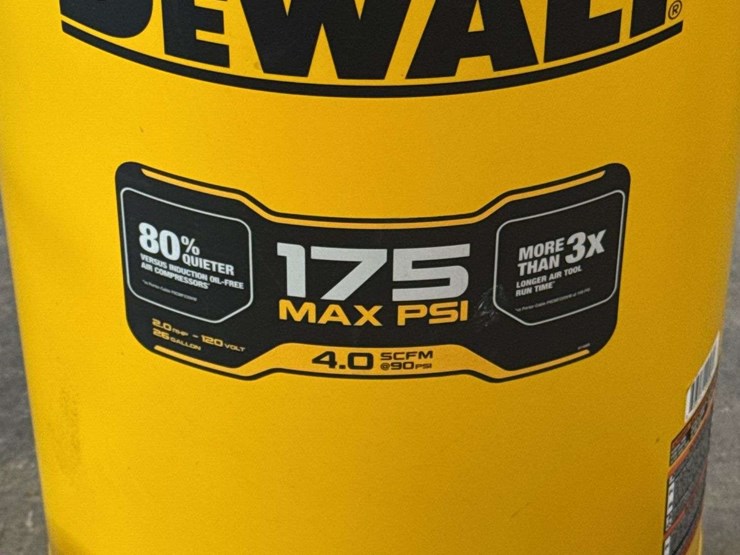 DEWALT®
80%
QUIETER
VERSUS INDUCTION OIL-FREE
AIR COMPRESSORS*
175
MAX PSI
MORE
THAN 3X
LONGER AIR TOOL
RUN TIME*
2.0 HP - 120 VOLT
26 GALLON
4.0 SCFM
@90 PSI